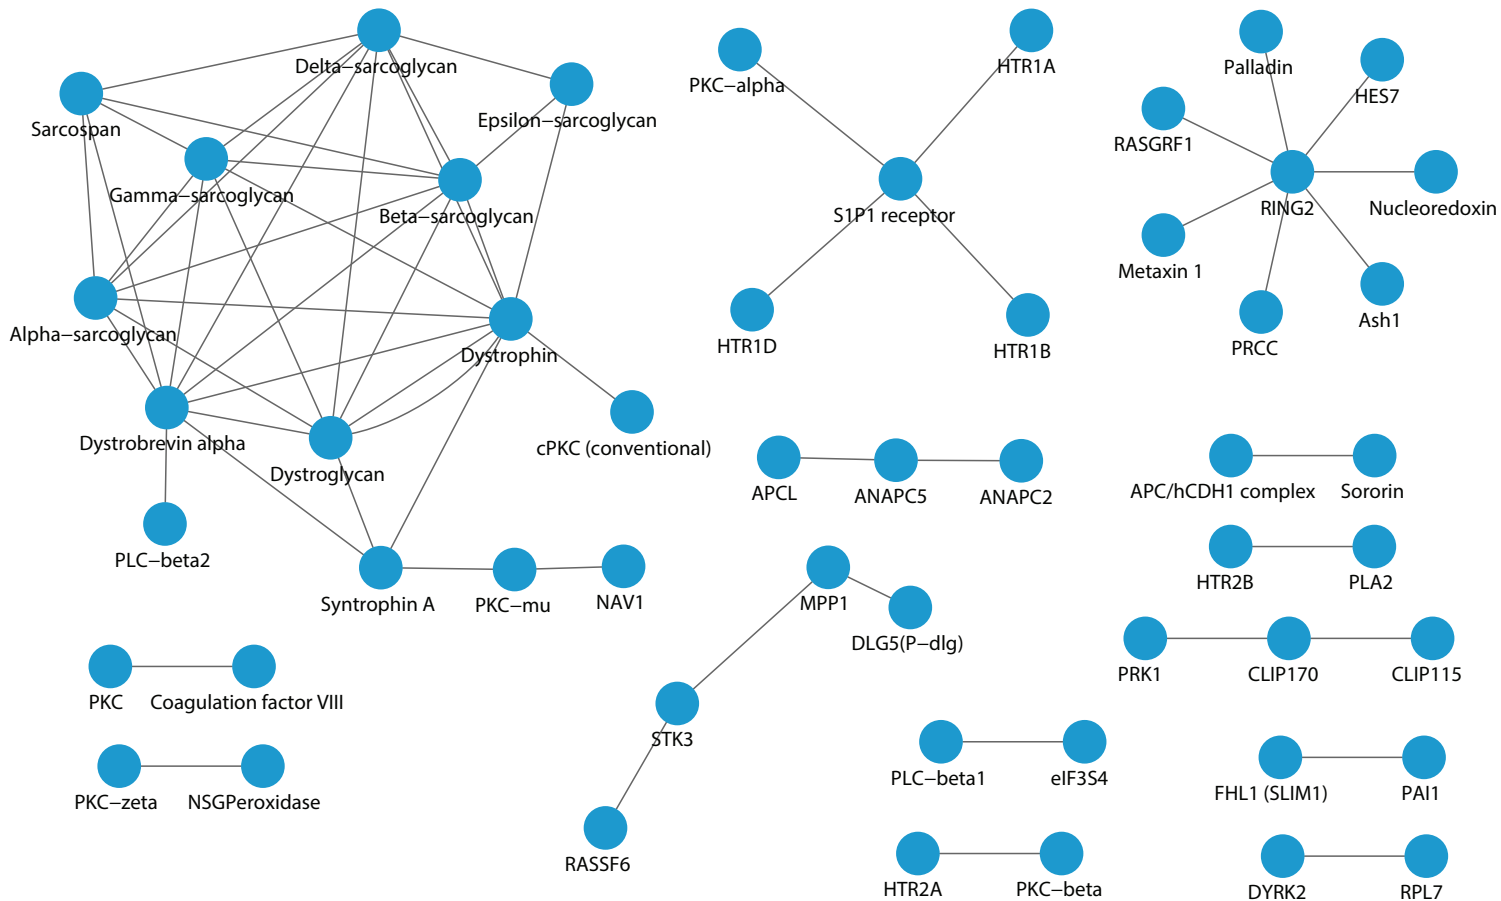 Delta−sarcoglycan
Sarcospan
Epsilon−sarcoglycan
Gamma−sarcoglycan
Beta−sarcoglycan
Alpha−sarcoglycan
Dystrophin
Dystrobrevin alpha
Dystroglycan
cPKC (conventional)
PLC−beta2
Syntrophin A
PKC−mu
NAV1
PKC
Coagulation factor VIII
PKC−zeta
NSGPeroxidase
PKC−alpha
HTR1A
S1P1 receptor
HTR1D
HTR1B
Palladin
HES7
RASGRF1
RING2
Nucleoredoxin
Metaxin 1
Ash1
PRCC
APCL
ANAPC5
ANAPC2
APC/hCDH1 complex
Sororin
HTR2B
PLA2
MPP1
DLG5(P−dlg)
STK3
RASSF6
PRK1
CLIP170
CLIP115
PLC−beta1
eIF3S4
FHL1 (SLIM1)
PAI1
HTR2A
PKC−beta
DYRK2
RPL7